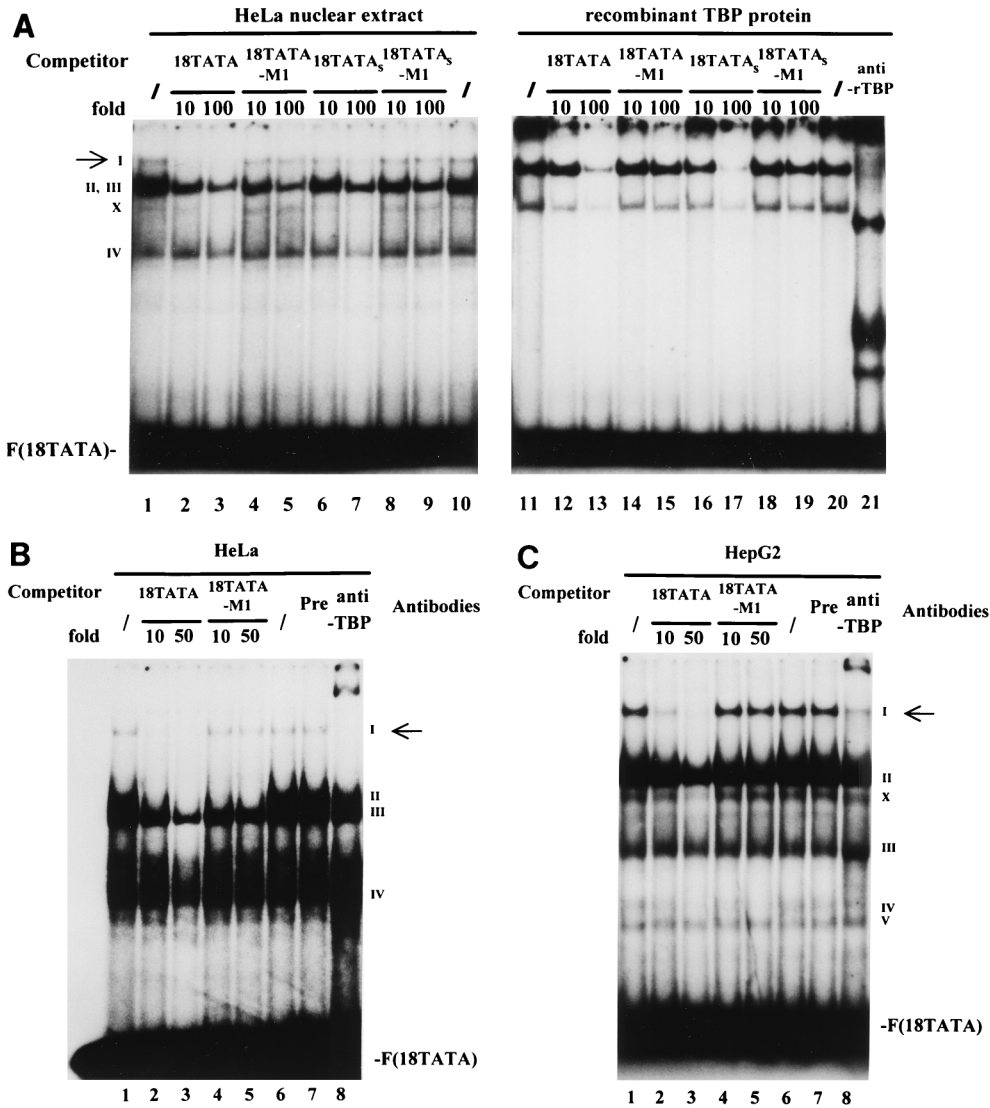 A
HeLa nuclear extract
recombinant TBP protein
Competitor / 18TATA 18TATA-M1 18TATAs 18TATAs-M1 /
/ 18TATA 18TATA-M1 18TATAs 18TATAs-M1 / anti-rTBP
fold 10 100 10 100 10 100 10 100
10 100 10 100 10 100 10 100
I
II, III
X
IV
F(18TATA)-
1 2 3 4 5 6 7 8 9 10
11 12 13 14 15 16 17 18 19 20 21
B
HeLa
Competitor / 18TATA 18TATA-M1 / Pre anti-TBP Antibodies
fold 10 50 10 50
I
II
III
IV
-F(18TATA)
1 2 3 4 5 6 7 8
C
HepG2
Competitor / 18TATA 18TATA-M1 / Pre anti-TBP Antibodies
fold 10 50 10 50
I
II
X
III
IV
V
-F(18TATA)
1 2 3 4 5 6 7 8